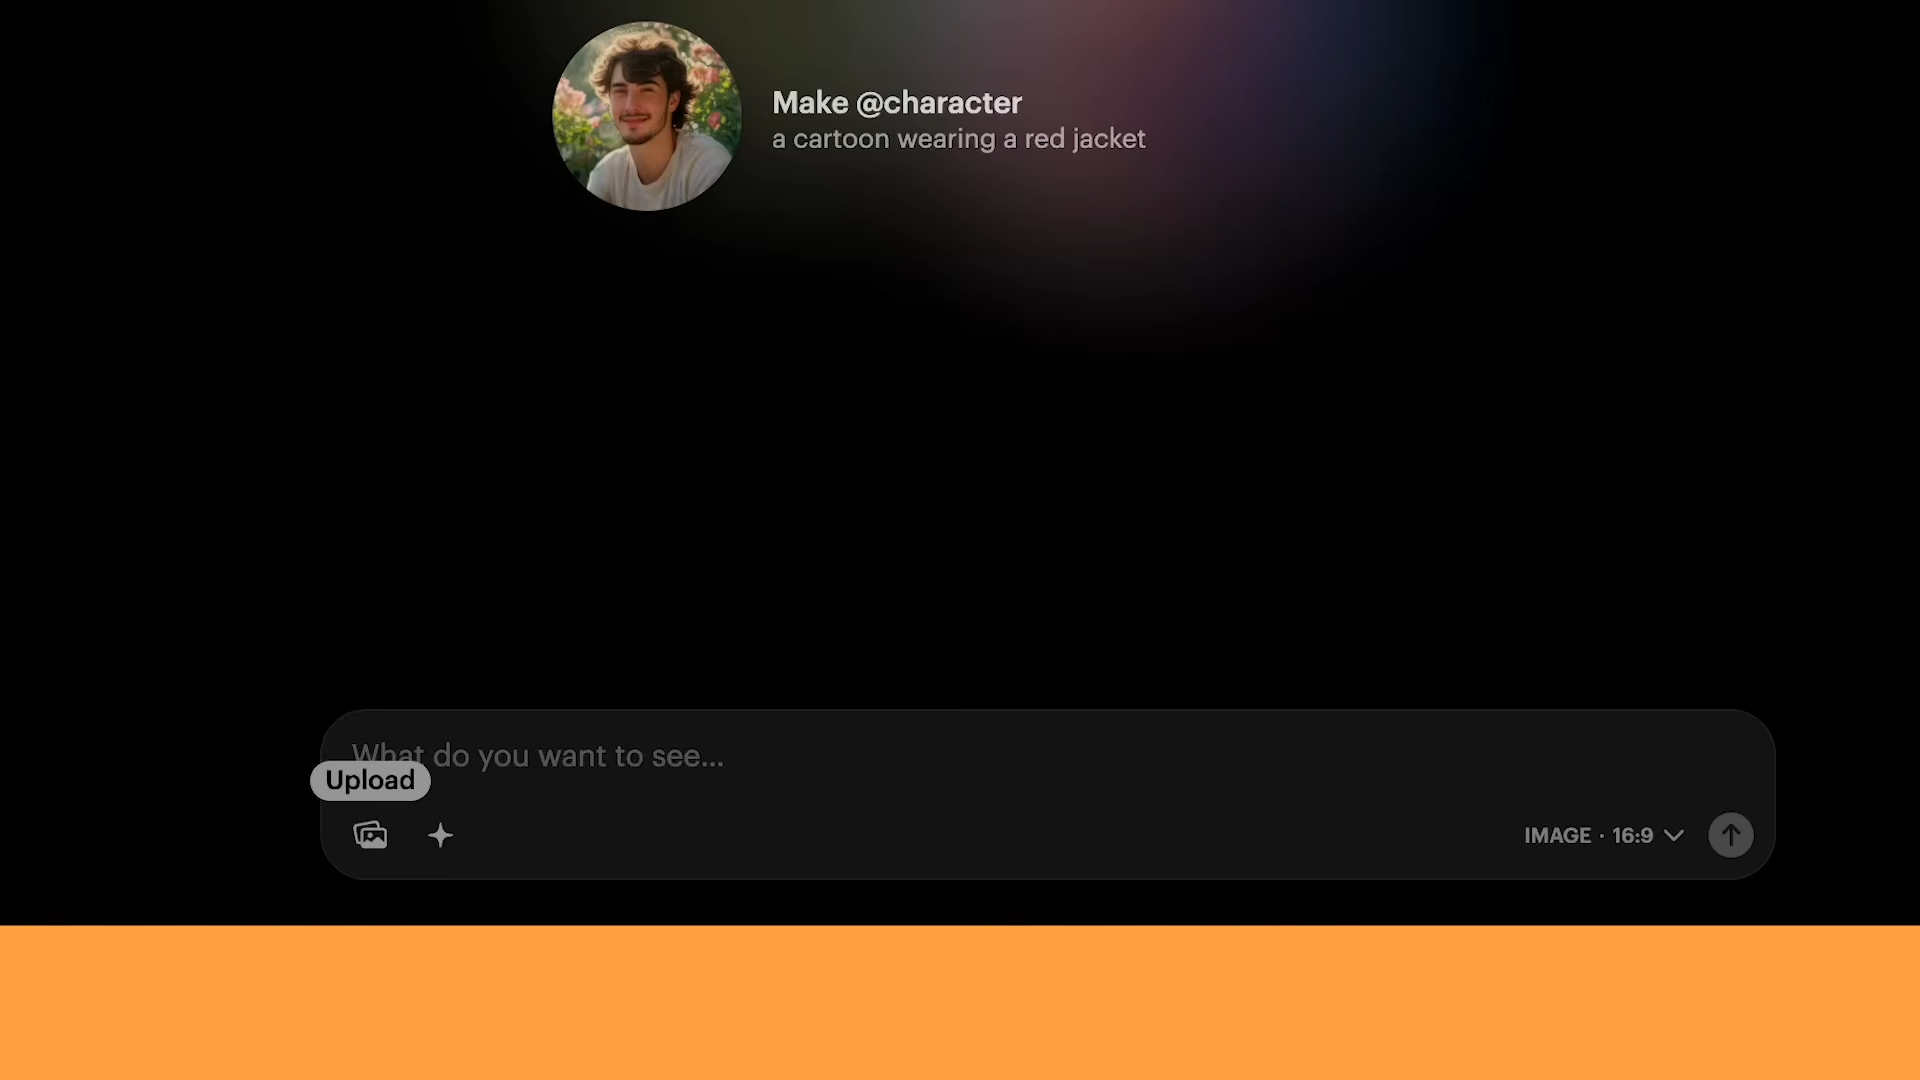 Make @character
a cartoon wearing a red jacket
What do you want to see...
Upload
IMAGE · 16:9